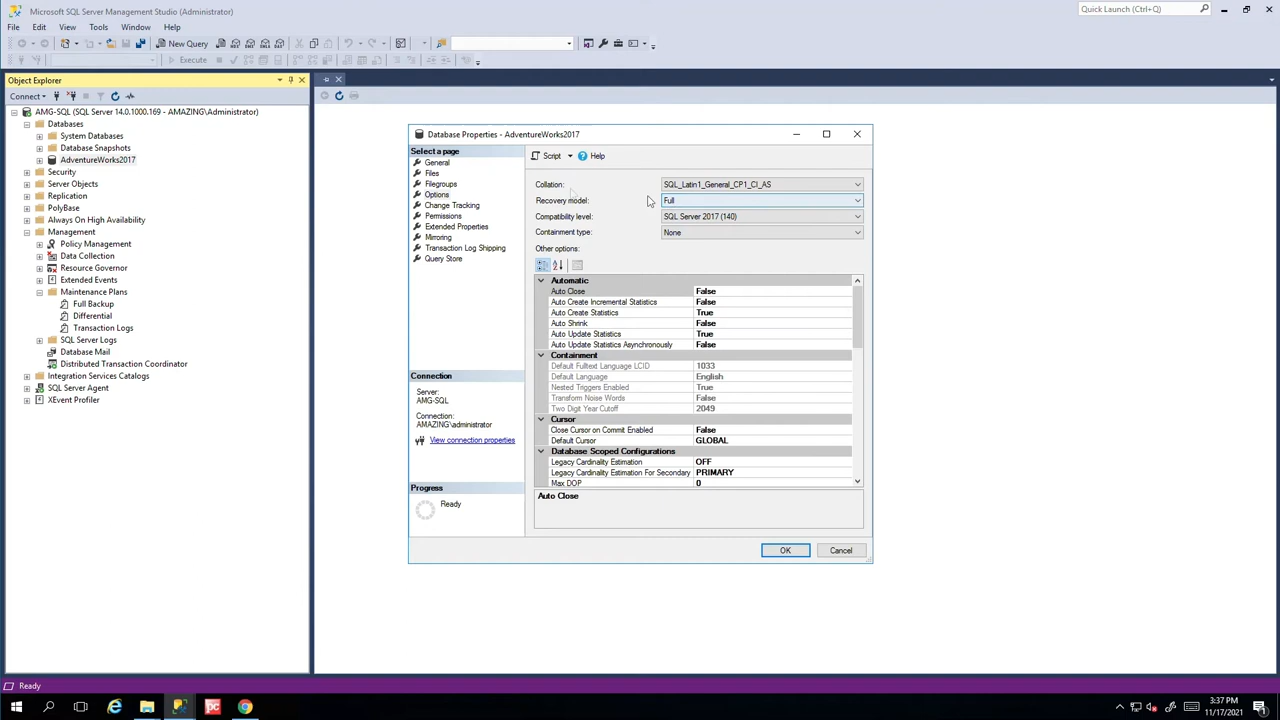 Microsoft SQL Server Management Studio (Administrator)
Quick Launch (Ctrl+Q)
File Edit View Tools Window Help
New Query
Execute
Object Explorer
Connect
AMG-SQL (SQL Server 14.0.1000.169 - AMAZING\Administrator)
Databases
System Databases
Database Snapshots
AdventureWorks2017
Security
Server Objects
Replication
PolyBase
Always On High Availability
Management
Policy Management
Data Collection
Resource Governor
Extended Events
Maintenance Plans
Full Backup
Differential
Transaction Logs
SQL Server Logs
Database Mail
Distributed Transaction Coordinator
Integration Services Catalogs
SQL Server Agent
XEvent Profiler
Database Properties - AdventureWorks2017
Select a page
General
Files
Filegroups
Options
Change Tracking
Permissions
Extended Properties
Mirroring
Transaction Log Shipping
Query Store
Connection
Server:
AMG-SQL
Connection:
AMAZING\administrator
View connection properties
Progress
Ready
Script Help
Collation: SQL_Latin1_General_CP1_CI_AS
Recovery model: Full
Compatibility level: SQL Server 2017 (140)
Containment type: None
Other options:
Automatic
Auto Close False
Auto Create Incremental Statistics False
Auto Create Statistics True
Auto Shrink False
Auto Update Statistics True
Auto Update Statistics Asynchronously False
Containment
Default Fulltext Language LCID 1033
Default Language English
Nested Triggers Enabled True
Transform Noise Words False
Two Digit Year Cutoff 2049
Cursor
Close Cursor on Commit Enabled False
Default Cursor GLOBAL
Database Scoped Configurations
Legacy Cardinality Estimation OFF
Legacy Cardinality Estimation For Secondary PRIMARY
Max DOP 0
Auto Close
OK Cancel
Ready
3:37 PM
11/17/2021